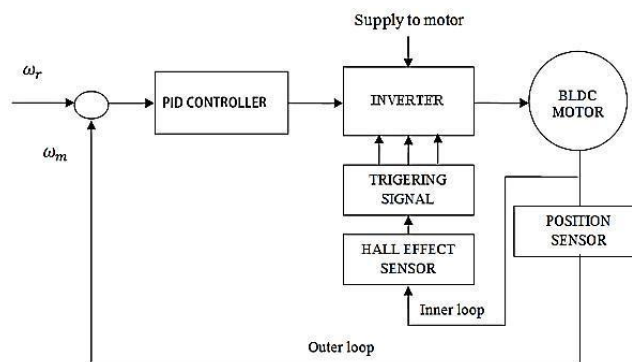 Supply to motor
ω_r
PID CONTROLLER
INVERTER
BLDC
MOTOR
ω_m
TRIGERING
SIGNAL
POSITION
SENSOR
HALL EFFECT
SENSOR
Inner loop
Outer loop